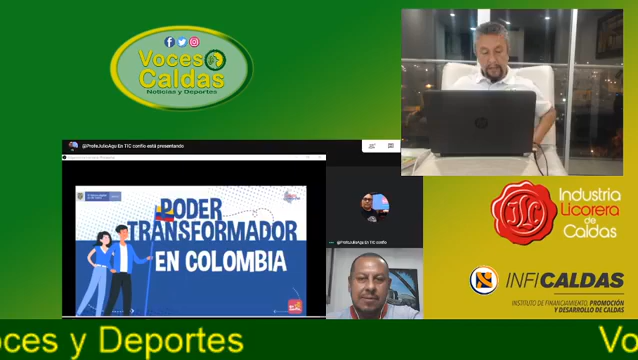 Voces
Caldas
Noticias y Deportes
@ProfeJulioAgu En TIC confío está presentando
PODER
TRANSFORMADOR
EN COLOMBIA
@ProfeJulioAgu En TIC confío
Industria
Licorera
de Caldas
INFICALDAS
INSTITUTO DE FINANCIAMIENTO, PROMOCIÓN
Y DESARROLLO DE CALDAS
oces y Deportes
Vo